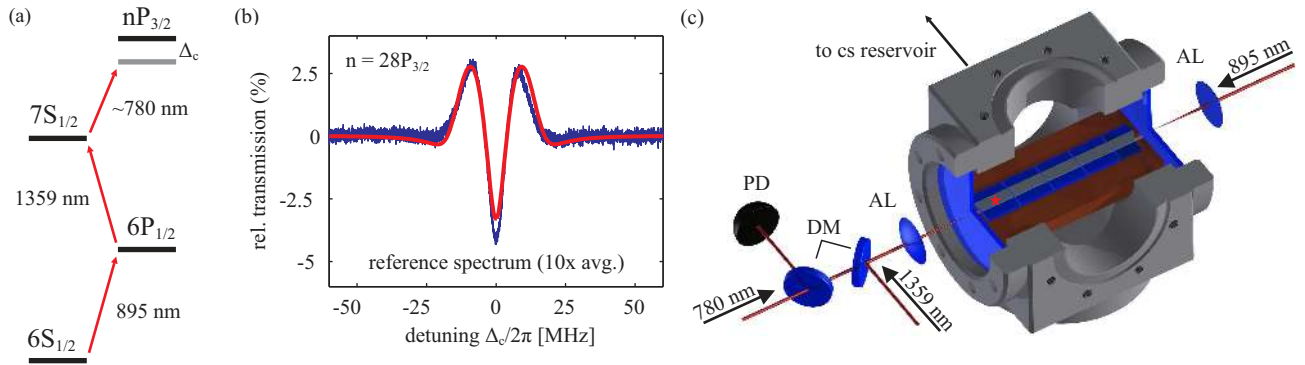 (a)
nP3/2
Δc
~780 nm
7S1/2
1359 nm
6P1/2
895 nm
6S1/2
(b)
n = 28P3/2
rel. transmission (%)
2.5
0
-2.5
-5
reference spectrum (10x avg.)
-50
-25
0
25
50
detuning Δc/2π [MHz]
(c)
to cs reservoir
AL
895 nm
PD
DM
AL
780 nm
1359 nm